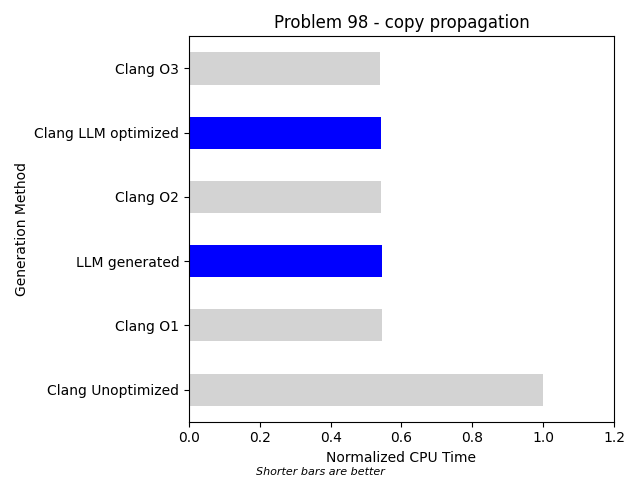 Problem 98 - copy propagation
Clang O3
Clang LLM optimized
Clang O2
LLM generated
Clang O1
Clang Unoptimized
Generation Method
0.0 0.2 0.4 0.6 0.8 1.0 1.2
Normalized CPU Time
Shorter bars are better